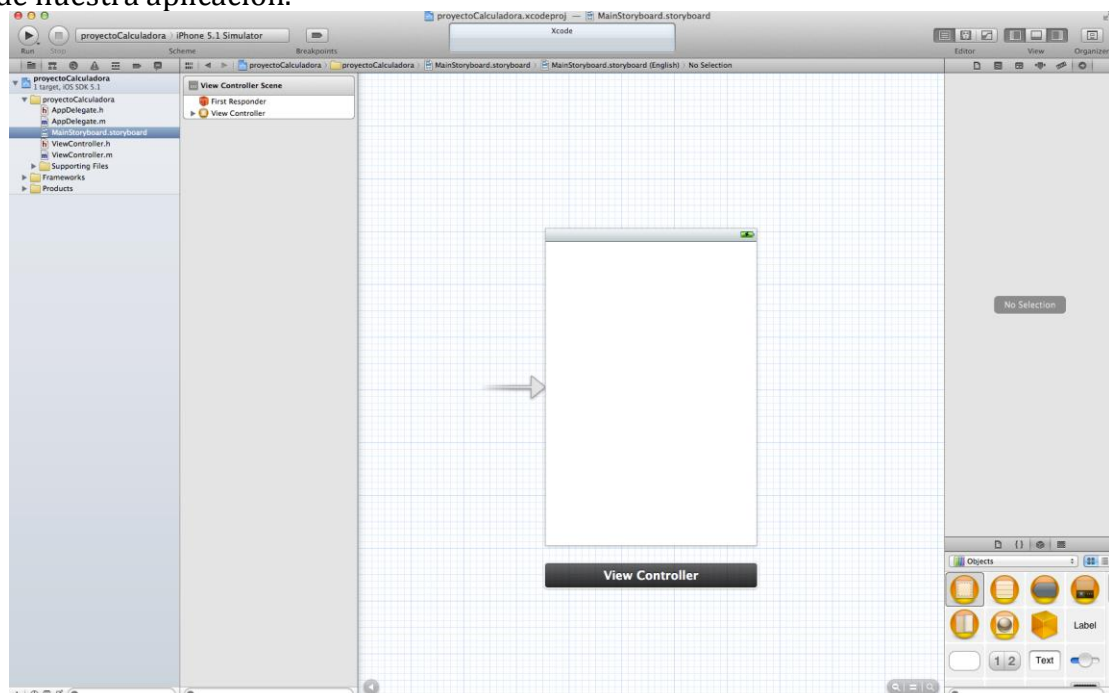 de nuestra aplicación.
proyectoCalculadora.xcodeproj — MainStoryboard.storyboard
proyectoCalculadora iPhone 5.1 Simulator
Xcode
Run Stop Scheme Breakpoints Editor View Organizer
proyectoCalculadora proyectoCalculadora MainStoryboard.storyboard MainStoryboard.storyboard (English) No Selection
proyectoCalculadora
1 target, iOS SDK 5.1
proyectoCalculadora
AppDelegate.h
AppDelegate.m
MainStoryboard.storyboard
ViewController.h
ViewController.m
Supporting Files
Frameworks
Products
View Controller Scene
First Responder
View Controller
No Selection
View Controller
Objects
Label
1 2 Text